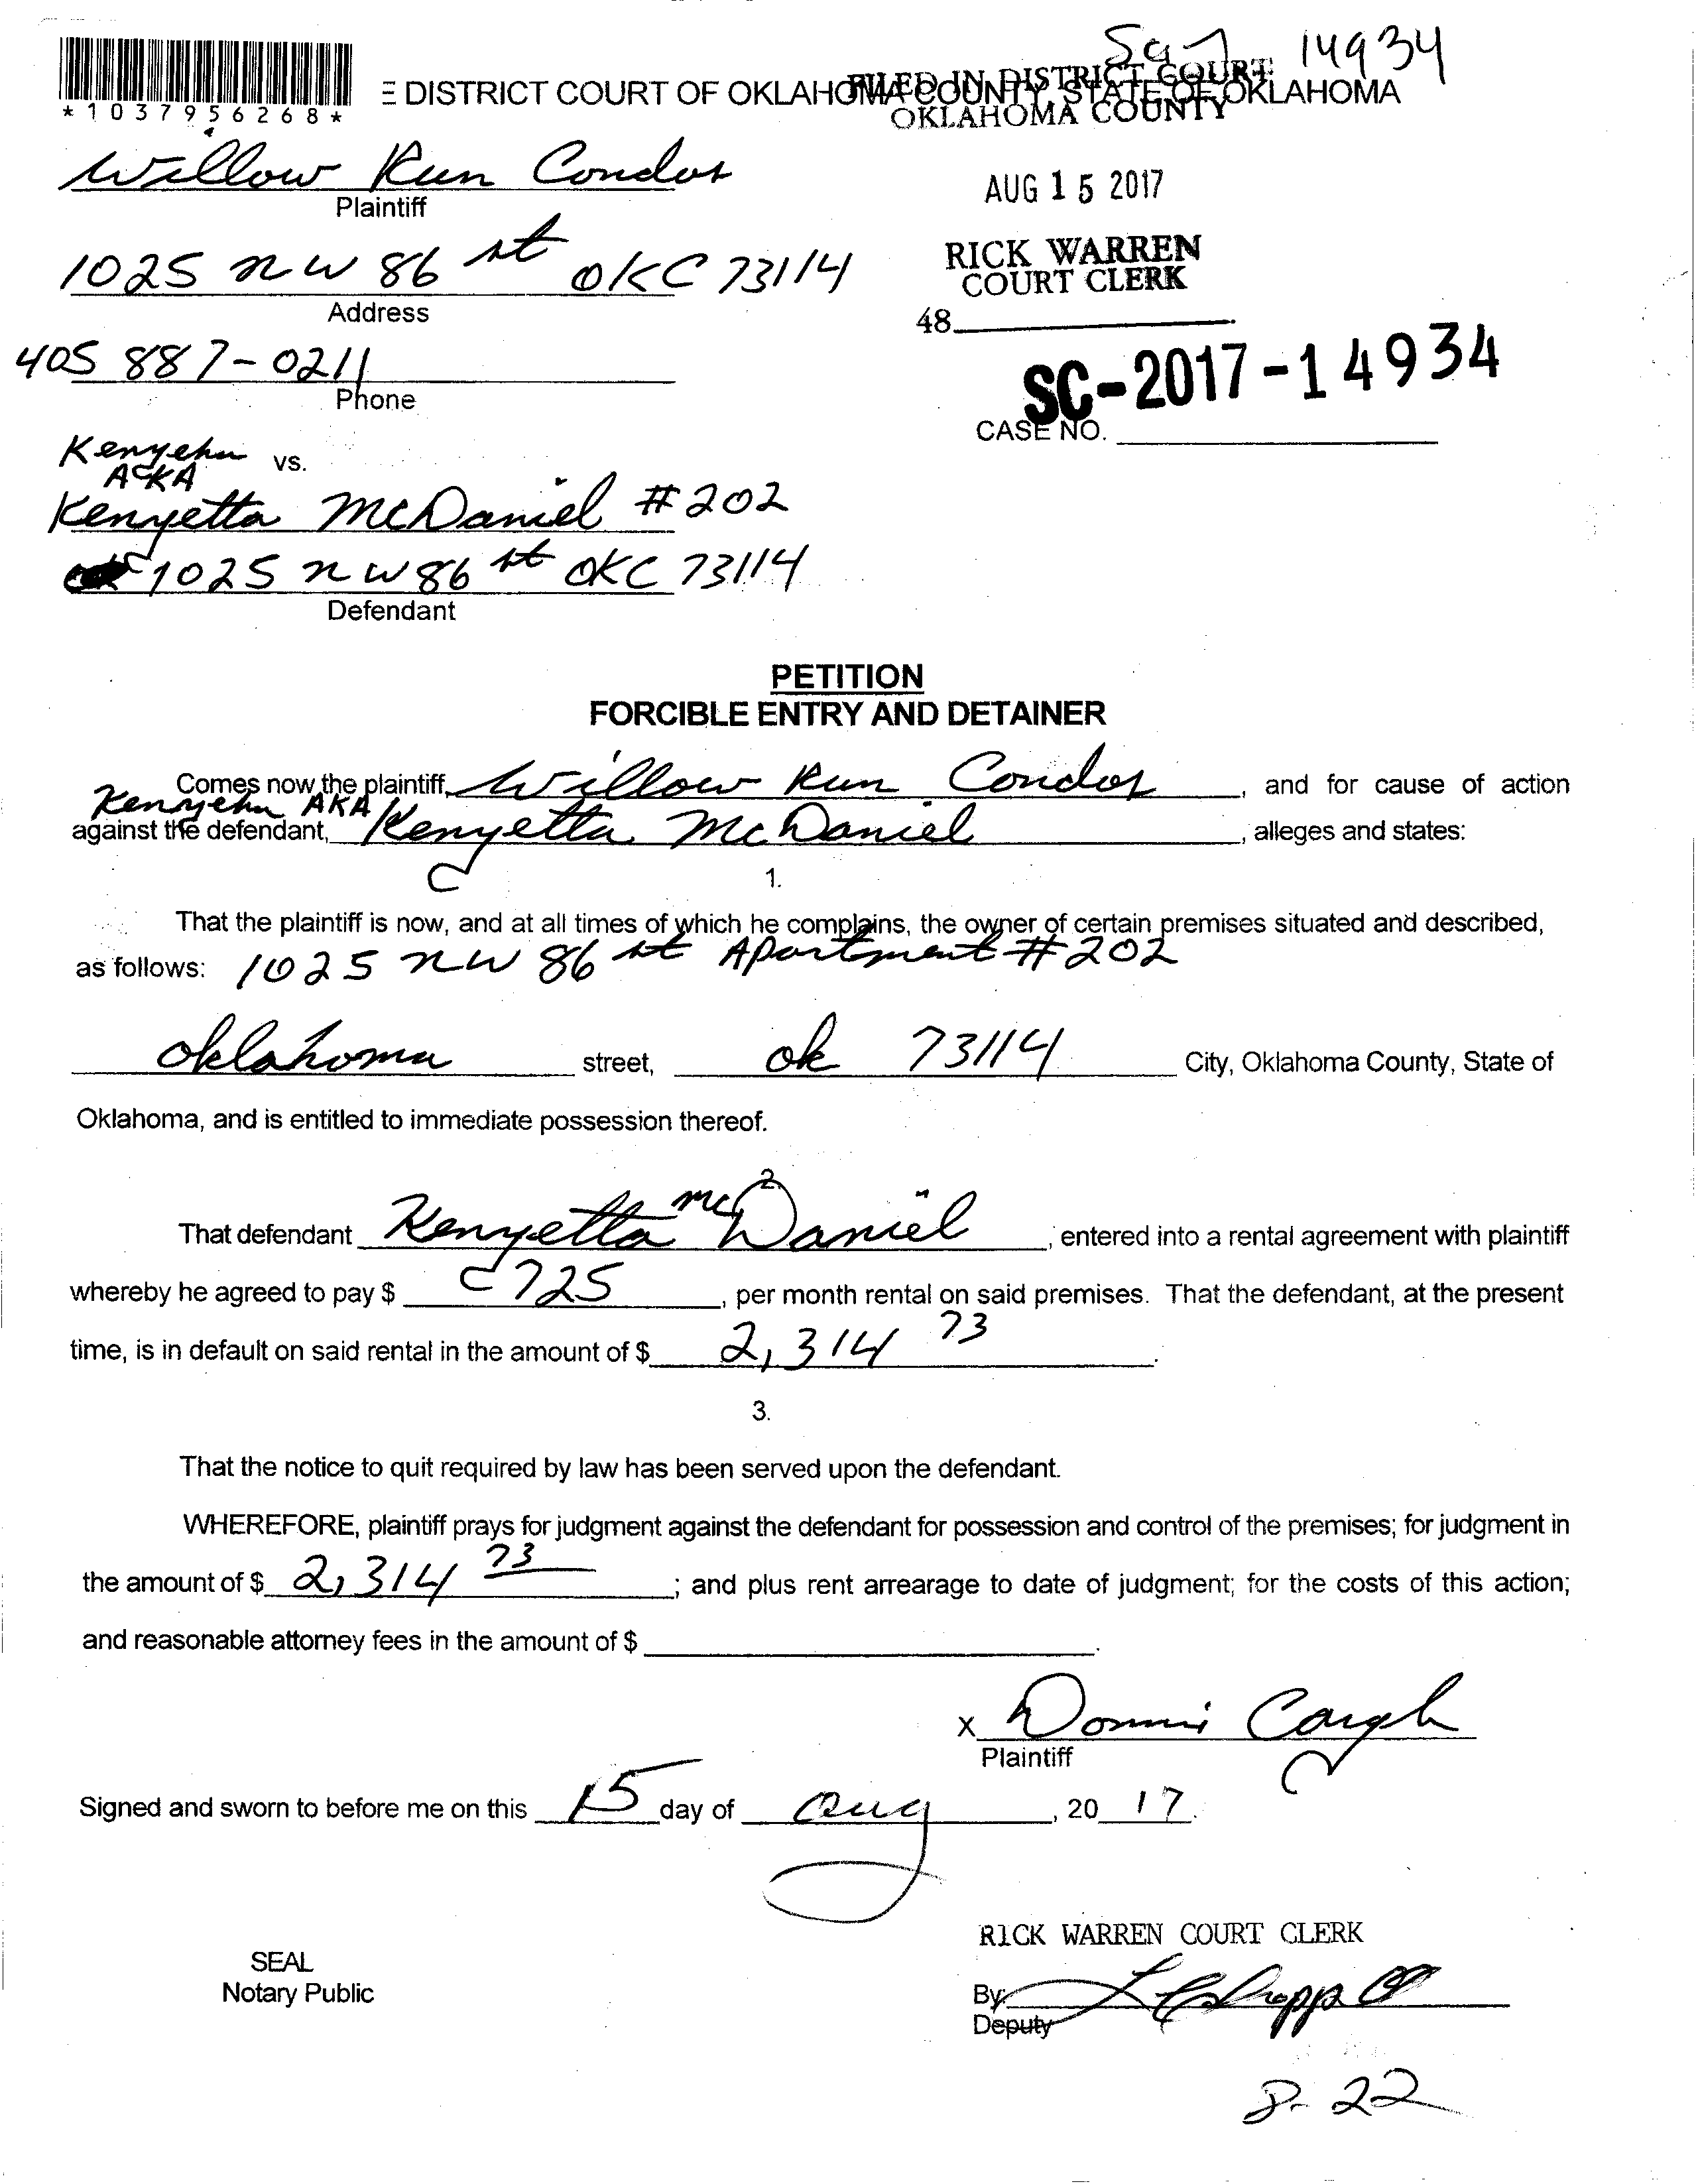 Sc-17 14934
*1037956268*
E DISTRICT COURT OF OKLAHOMA COUNTY, STATE OF OKLAHOMA
FILED IN DISTRICT COURT
OKLAHOMA COUNTY
Willow Run Condos
Plaintiff
AUG 15 2017
1025 NW 86 st OKC 73114
Address
RICK WARREN
COURT CLERK
48
405 887-0211
Phone
SC-2017-14934
CASE NO.
Kenyehn vs.
AKA
Kenyetta McDaniel #202
1025 NW 86 st OKC 73114
Defendant
PETITION
FORCIBLE ENTRY AND DETAINER
Comes now the plaintiff, Willow Run Condos, and for cause of action
Kenyehn AKA
against the defendant, Kenyetta McDaniel, alleges and states:
1.
That the plaintiff is now, and at all times of which he complains, the owner of certain premises situated and described,
as follows: 1025 NW 86 st Apartment #202
Oklahoma street, ok 73114 City, Oklahoma County, State of
Oklahoma, and is entitled to immediate possession thereof.
2.
That defendant Kenyetta McDaniel, entered into a rental agreement with plaintiff
whereby he agreed to pay $ 725, per month rental on said premises. That the defendant, at the present
time, is in default on said rental in the amount of $ 2,314 73.
3.
That the notice to quit required by law has been served upon the defendant.
WHEREFORE, plaintiff prays for judgment against the defendant for possession and control of the premises; for judgment in
the amount of $ 2,314 73; and plus rent arrearage to date of judgment; for the costs of this action;
and reasonable attorney fees in the amount of $ .
X Donni Cargh
Plaintiff
Signed and sworn to before me on this 15 day of aug, 20 17.
RICK WARREN COURT CLERK
SEAL
Notary Public
By:
Deputy
8-22